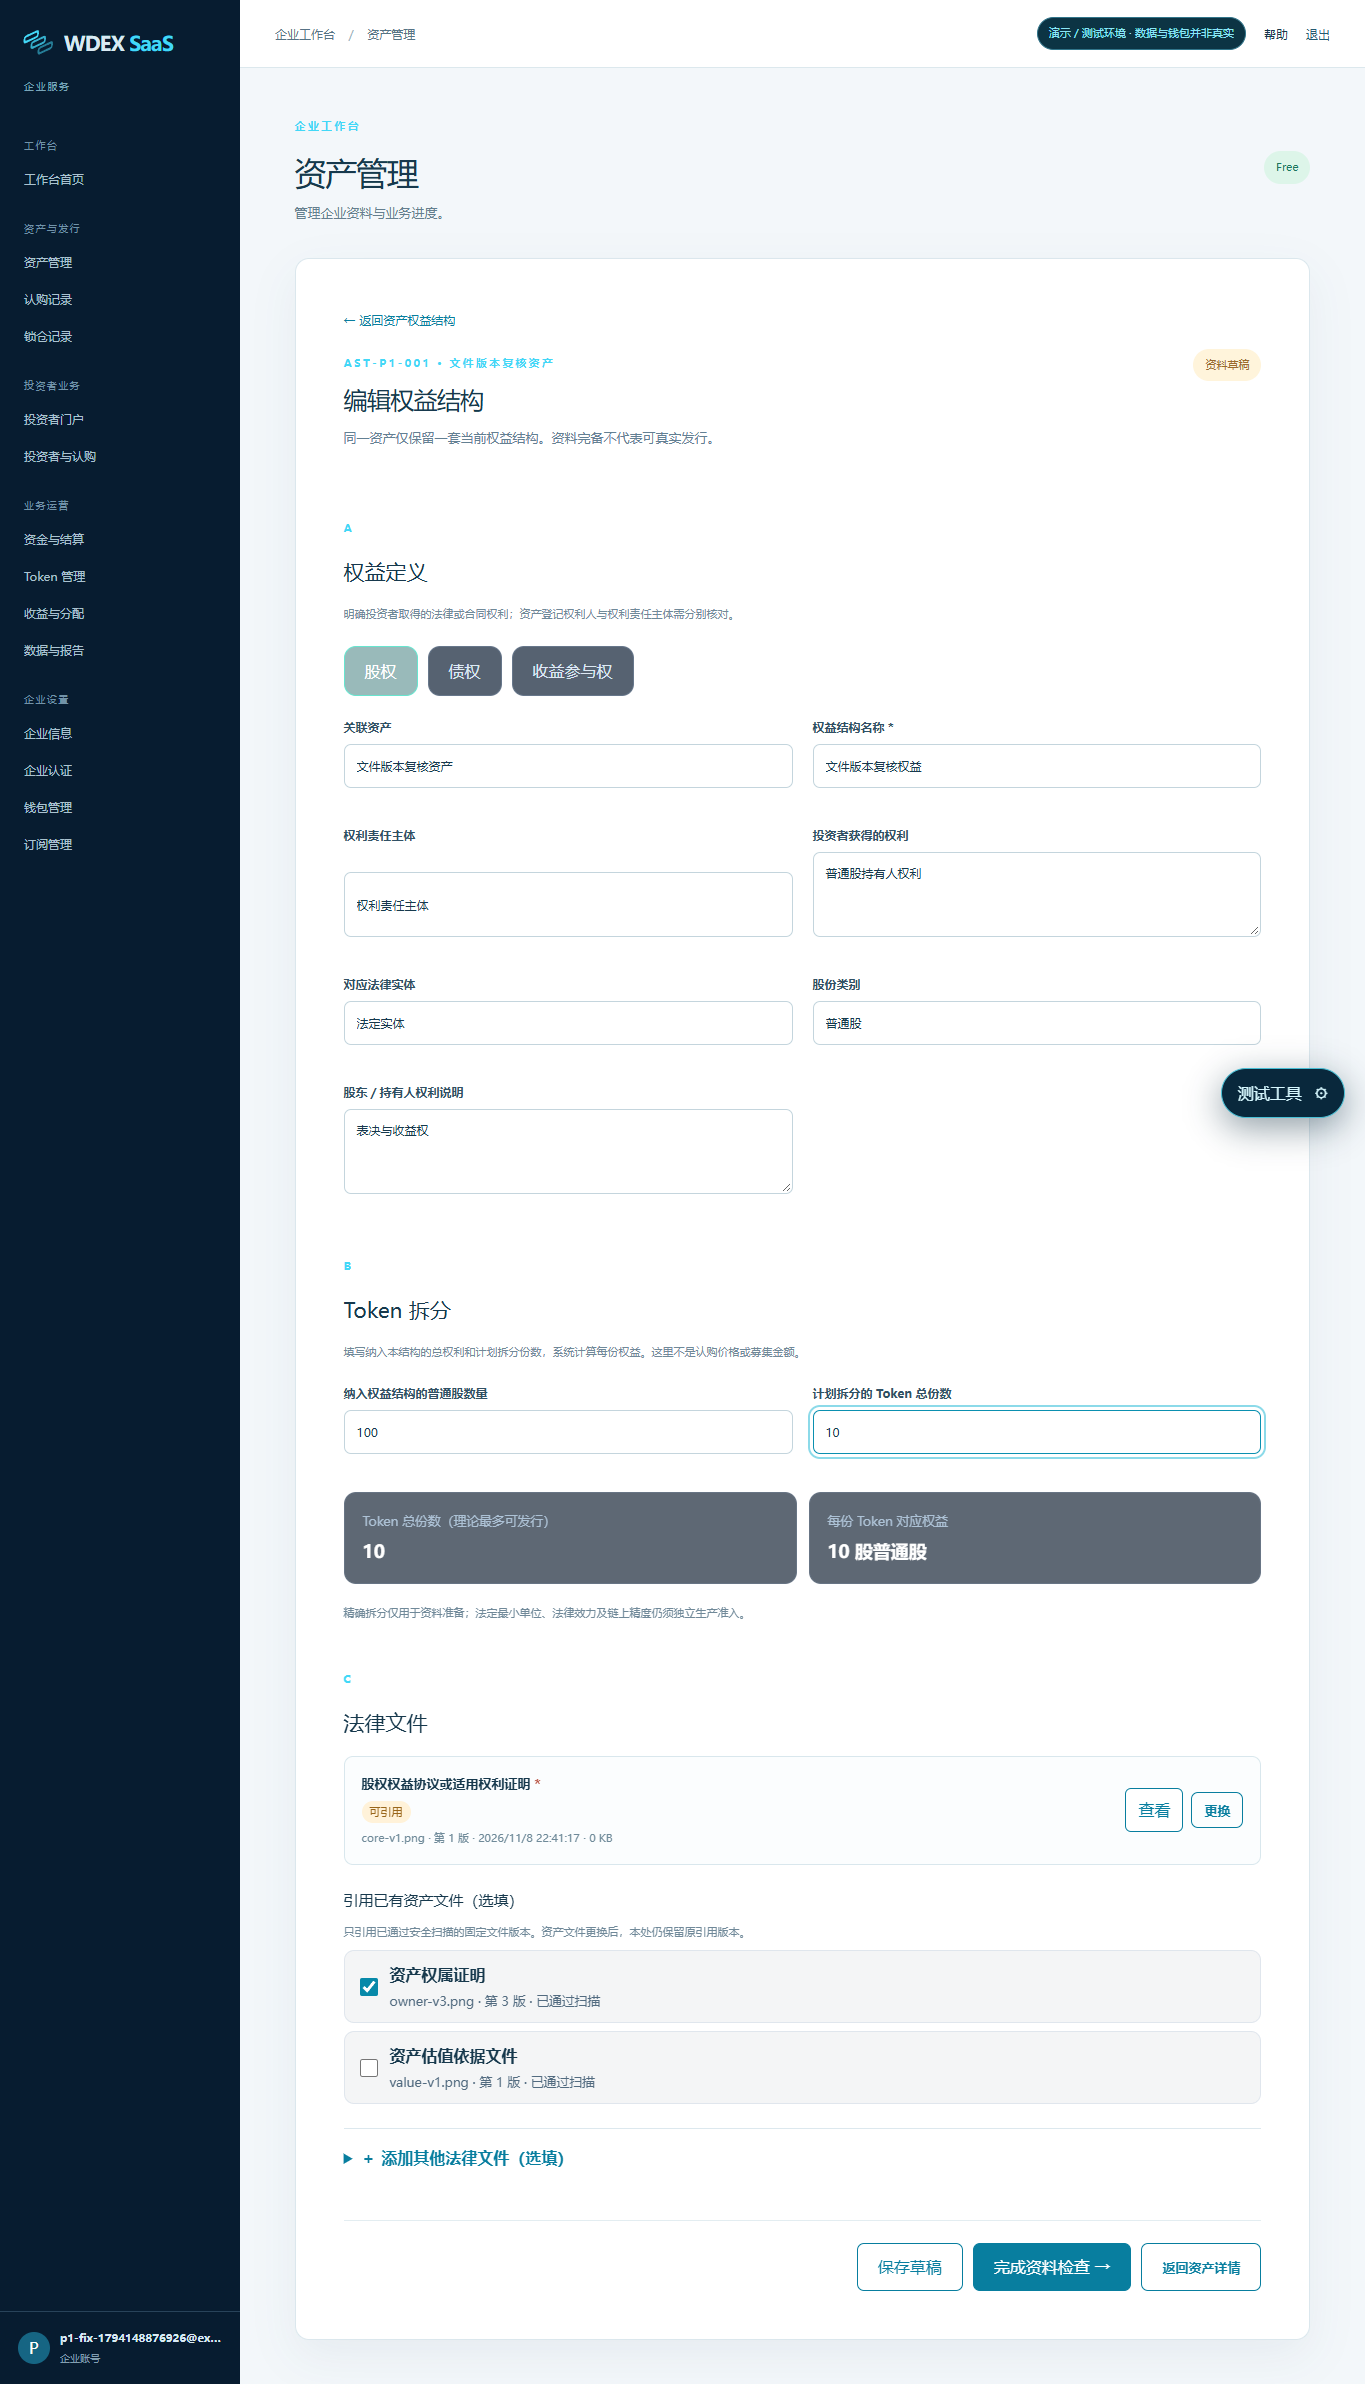 WDEX SaaS
企业服务
工作台
工作台首页
资产与发行
资产管理
认购记录
锁仓记录
投资者业务
投资者门户
投资者与认购
业务运营
资金与结算
Token 管理
收益与分配
数据与报告
企业设置
企业信息
企业认证
钱包管理
订阅管理
P
p1-fix-1794148876926@ex...
企业账号
企业工作台 / 资产管理
演示 / 测试环境 · 数据与钱包并非真实
帮助
退出
企业工作台
资产管理
Free
管理企业资料与业务进度。
← 返回资产权益结构
AST-P1-001 • 文件版本复核资产
资料草稿
编辑权益结构
同一资产仅保留一套当前权益结构。资料完备不代表可真实发行。
A
权益定义
明确投资者取得的法律或合同权利；资产登记权利人与权利责任主体需分别核对。
股权
债权
收益参与权
关联资产
文件版本复核资产
权益结构名称 *
文件版本复核权益
权利责任主体
权利责任主体
投资者获得的权利
普通股持有人权利
对应法律实体
法定实体
股份类别
普通股
股东 / 持有人权利说明
表决与收益权
测试工具 ⚙
B
Token 拆分
填写纳入本结构的总权利和计划拆分份数，系统计算每份权益。这里不是认购价格或募集金额。
纳入权益结构的普通股数量
100
计划拆分的 Token 总份数
10
Token 总份数（理论最多可发行）
10
每份 Token 对应权益
10 股普通股
精确拆分仅用于资料准备；法定最小单位、法律效力及链上精度仍须独立生产准入。
C
法律文件
股权权益协议或适用权利证明 *
可引用
core-v1.png · 第 1 版 · 2026/11/8 22:41:17 · 0 KB
查看
更换
引用已有资产文件（选填）
只引用已通过安全扫描的固定文件版本。资产文件更换后，本处仍保留原引用版本。
资产权属证明
owner-v3.png · 第 3 版 · 已通过扫描
资产估值依据文件
value-v1.png · 第 1 版 · 已通过扫描
▶ + 添加其他法律文件（选填）
保存草稿
完成资料检查 →
返回资产详情